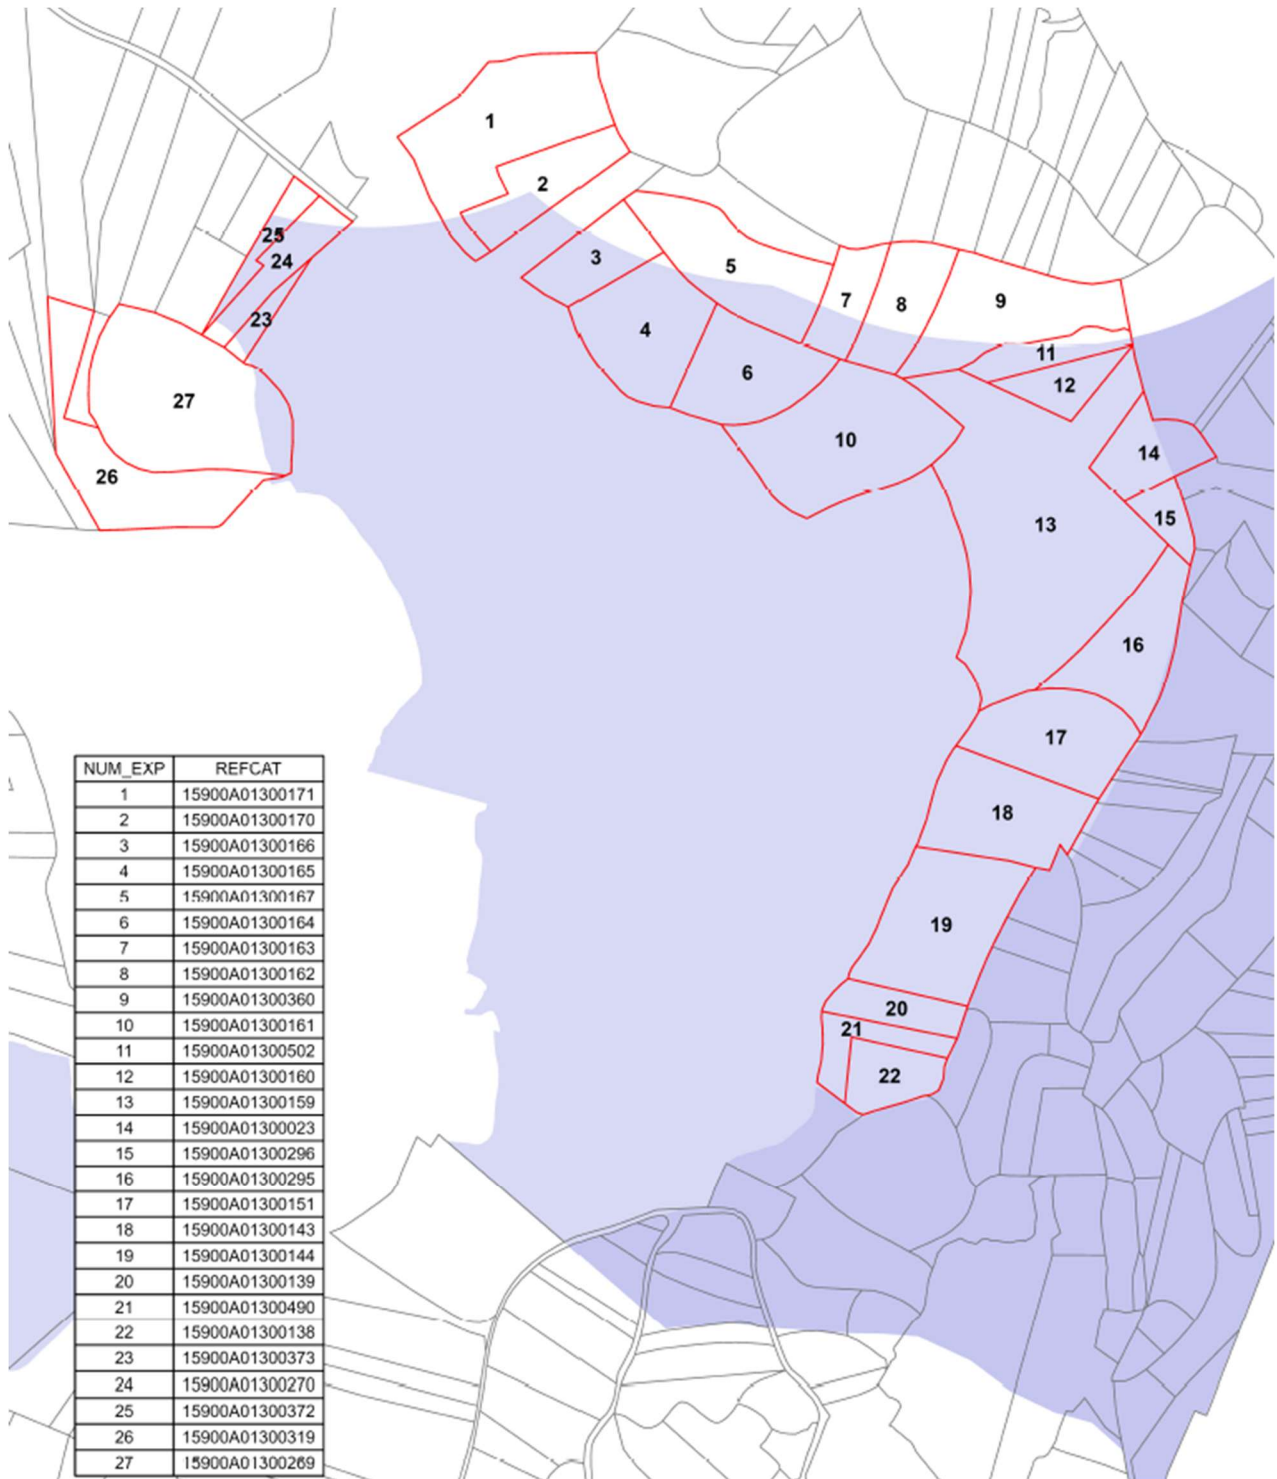 1
2
25
24
3
5
23
7
8
9
4
11
6
12
27
10
14
26
15
13
16
17
18
19
20
21
22
NUM_EXP REFCAT
1 15900A01300171
2 15900A01300170
3 15900A01300166
4 15900A01300165
5 15900A01300167
6 15900A01300164
7 15900A01300163
8 15900A01300162
9 15900A01300360
10 15900A01300161
11 15900A01300502
12 15900A01300160
13 15900A01300159
14 15900A01300023
15 15900A01300296
16 15900A01300295
17 15900A01300151
18 15900A01300143
19 15900A01300144
20 15900A01300139
21 15900A01300490
22 15900A01300138
23 15900A01300373
24 15900A01300270
25 15900A01300372
26 15900A01300319
27 15900A01300269